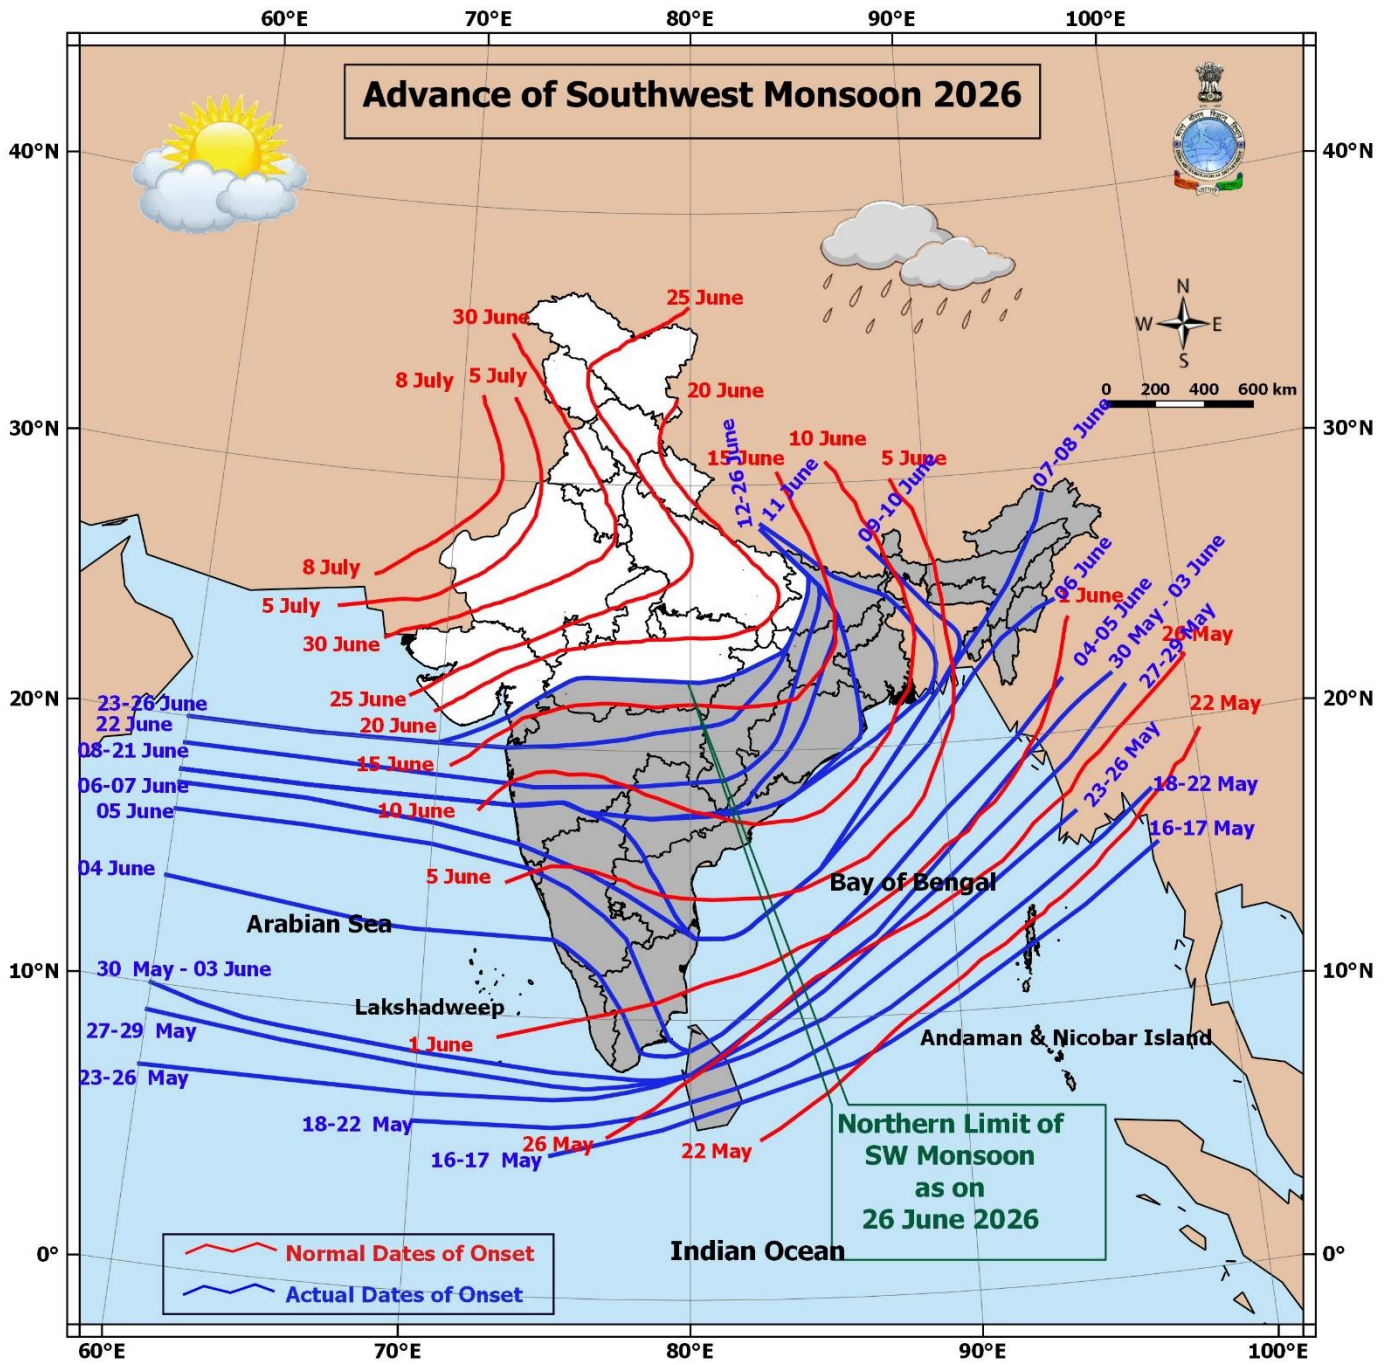 60°E 70°E 80°E 90°E 100°E
Advance of Southwest Monsoon 2026
40°N 40°N
N
W E
S
0 200 400 600 km
25 June
30 June
8 July 5 July
20 June
30°N 30°N
12-26 June
15 June
11 June
10 June
5 June
09-10 June
07-08 June
8 July
5 July
30 June
25 June
20 June
15 June
10 June
5 June
06 June
1 June
04-05 June
30 May - 03 June
27-29 May
26 May
22 May
23-26 May
18-22 May
16-17 May
20°N 20°N
23-26 June
22 June
08-21 June
06-07 June
05 June
04 June
Arabian Sea
Bay of Bengal
10°N 10°N
30 May - 03 June
27-29 May
23-26 May
Lakshadweep
1 June
Andaman & Nicobar Island
18-22 May
16-17 May
26 May
22 May
Northern Limit of
SW Monsoon
as on
26 June 2026
Indian Ocean
0° 0°
Normal Dates of Onset
Actual Dates of Onset
60°E 70°E 80°E 90°E 100°E